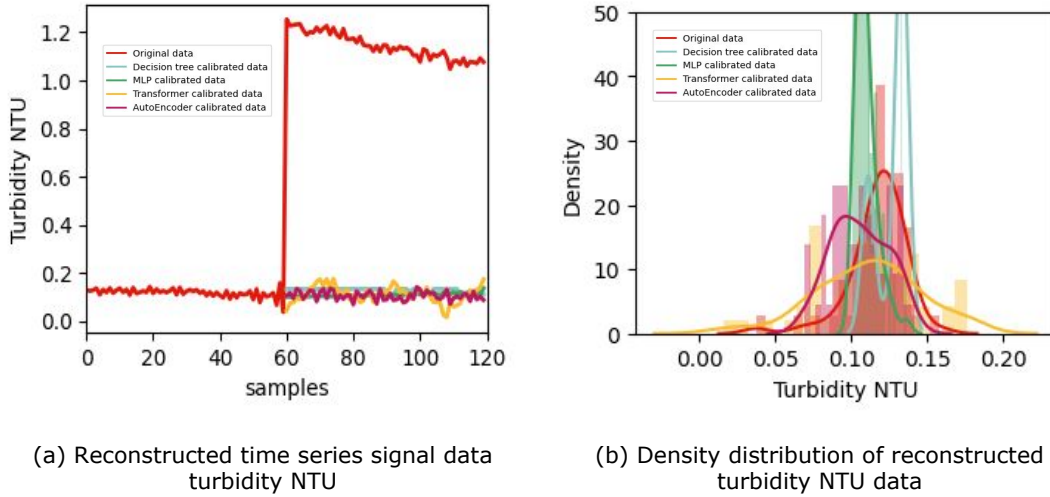 1.2
1.0
0.8
0.6
0.4
0.2
0.0
Turbidity NTU
Original data
Decision tree calibrated data
MLP calibrated data
Transformer calibrated data
AutoEncoder calibrated data
0 20 40 60 80 100 120
samples
50
40
30
20
10
0
Density
Original data
Decision tree calibrated data
MLP calibrated data
Transformer calibrated data
AutoEncoder calibrated data
0.00 0.05 0.10 0.15 0.20
Turbidity NTU
(a) Reconstructed time series signal data
turbidity NTU
(b) Density distribution of reconstructed
turbidity NTU data